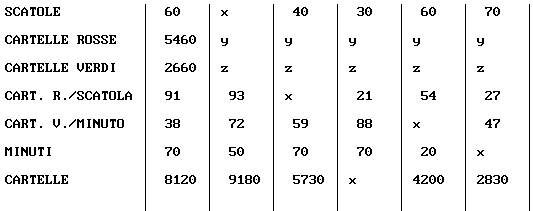 SCATOLE 60 x 40 30 60 70
CARTELLE ROSSE 5460 y y y y y
CARTELLE VERDI 2660 z z z z z
CART. R./SCATOLA 91 93 x 21 54 27
CART. V./MINUTO 38 72 59 88 x 47
MINUTI 70 50 70 70 20 x
CARTELLE 8120 9180 5730 x 4200 2830